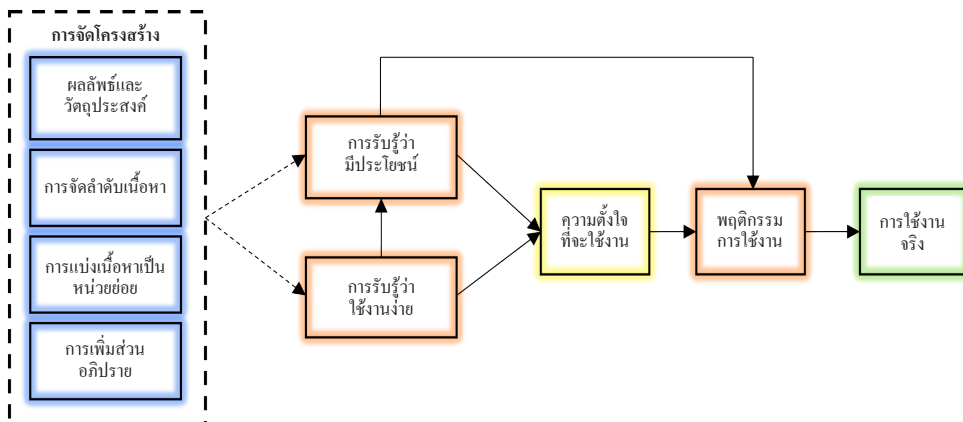 การจัดโครงสร้าง
ผลลัพธ์และ
วัตถุประสงค์
การจัดลำดับเนื้อหา
การแบ่งเนื้อหาเป็น
หน่วยย่อย
การเพิ่มส่วน
อภิปราย
การรับรู้ว่า
มีประโยชน์
การรับรู้ว่า
ใช้งานง่าย
ความตั้งใจ
ที่จะใช้งาน
พฤติกรรม
การใช้งาน
การใช้งาน
จริง